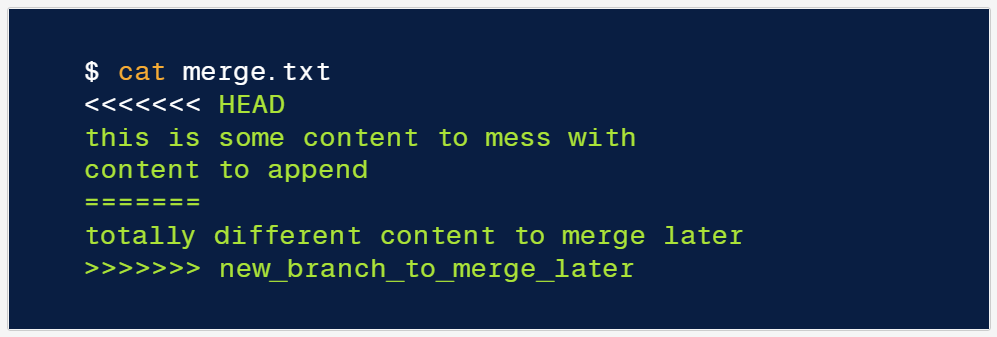 $ cat merge.txt
<<<<<<< HEAD
this is some content to mess with
content to append
=======
totally different content to merge later
>>>>>>> new_branch_to_merge_later